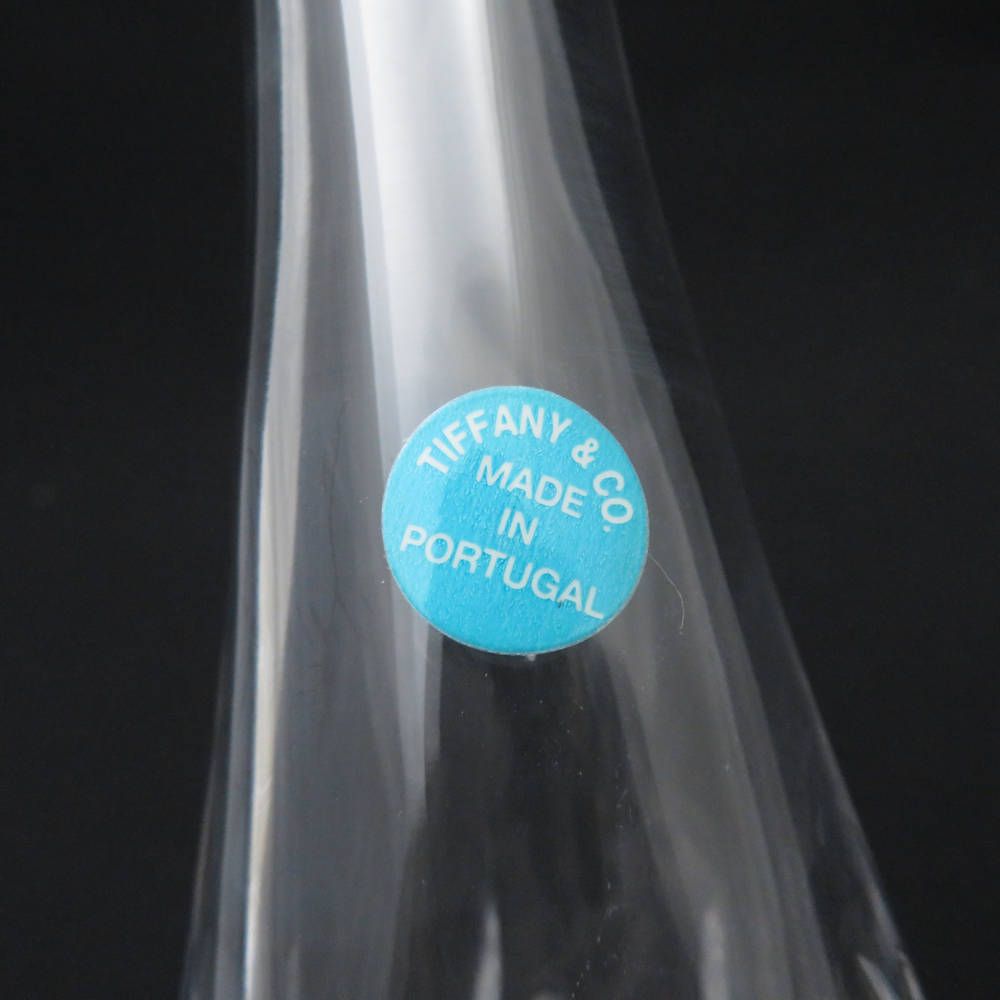 TIFFANY & CO.
MADE
IN
PORTUGAL